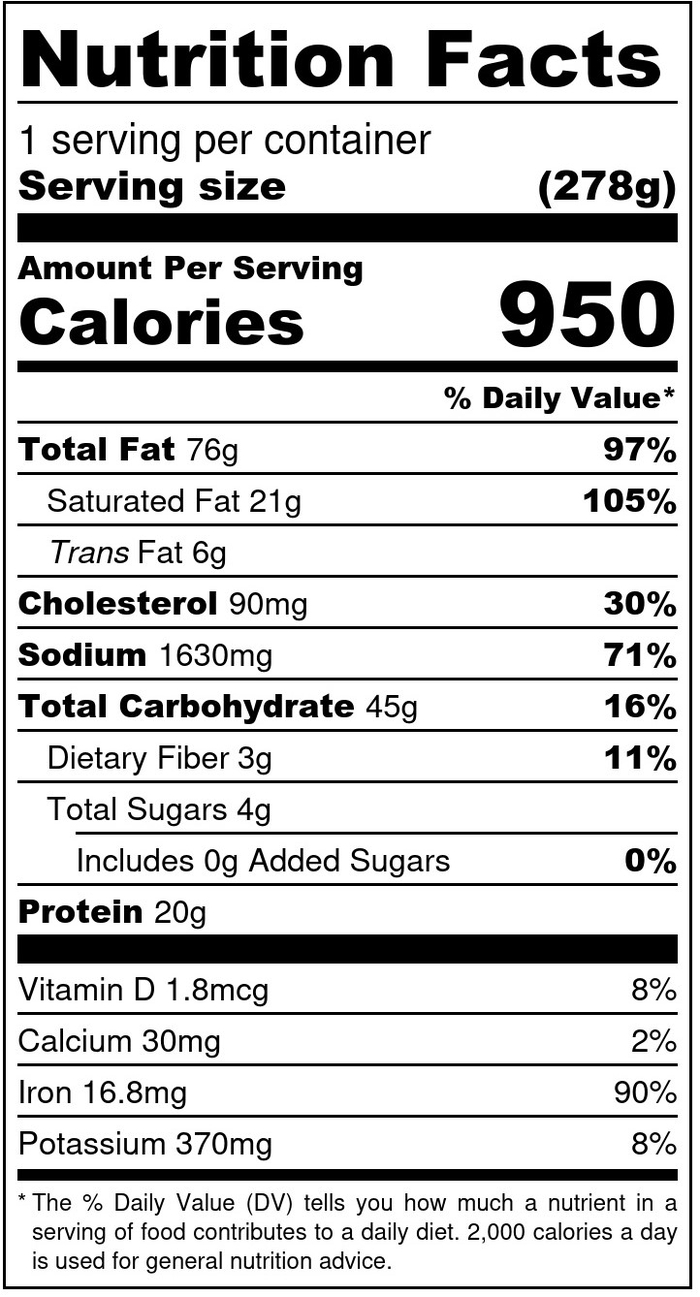 Nutrition Facts
1 serving per container
Serving size (278g)
Amount Per Serving
Calories 950
% Daily Value*
Total Fat 76g 97%
Saturated Fat 21g 105%
Trans Fat 6g
Cholesterol 90mg 30%
Sodium 1630mg 71%
Total Carbohydrate 45g 16%
Dietary Fiber 3g 11%
Total Sugars 4g
Includes 0g Added Sugars 0%
Protein 20g
Vitamin D 1.8mcg 8%
Calcium 30mg 2%
Iron 16.8mg 90%
Potassium 370mg 8%
* The % Daily Value (DV) tells you how much a nutrient in a
serving of food contributes to a daily diet. 2,000 calories a day
is used for general nutrition advice.